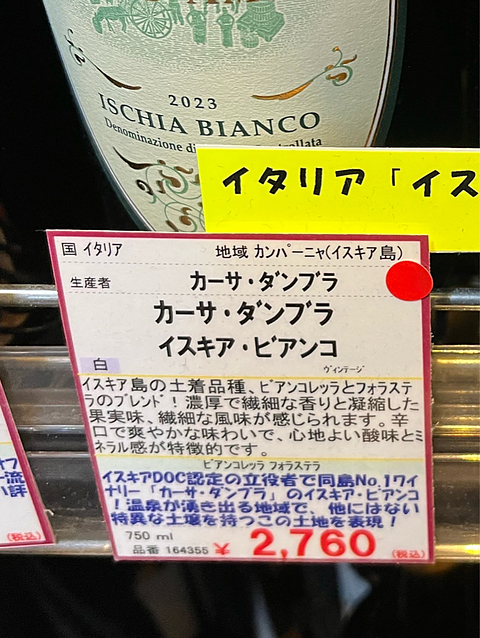 2023
ISCHIA BIANCO
Denominazione di
イタリア「イス
国 イタリア 地域 カンパーニャ(イスキア島)
生産者 カーサ・ダンブラ
カーサ・ダンブラ
イスキア・ビアンコ
白 ヴィンテージ
イスキア島の土着品種、ビアンコレッラとフォラステ
ラのブレンド!濃厚で繊細な香りと凝縮した
果実味、繊細な風味が感じられます。辛
口で爽やかな味わいで、心地よい酸味とミ
ネラル感が特徴的です。
ビアンコレッラ フォラステラ
イスキアDOC認定の立役者で同島No.1ワイ
ナリー「カーサ・ダンブラ」のイスキア・ビアンコ
!温泉が湧き出る地域で、他にはない
特異な土壌を持つこの土地を表現!
750 ml
品番 164355 ¥ 2,760 (税込)
(税込)